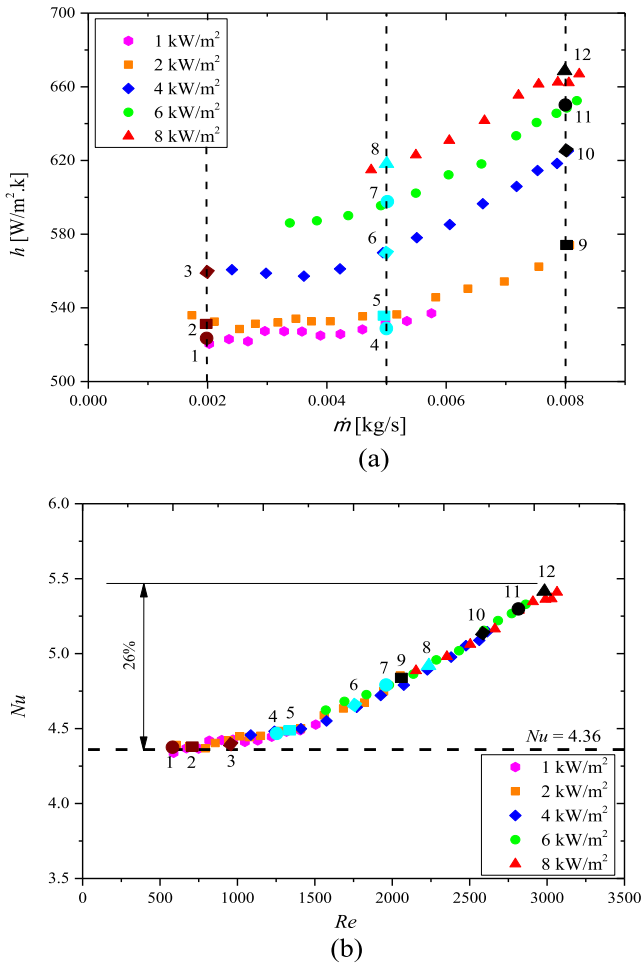 700
660
620
580
540
500
h [W/m².k]
1 kW/m²
2 kW/m²
4 kW/m²
6 kW/m²
8 kW/m²
12
11
10
9
8
7
6
5
4
3
2
1
0.000 0.002 0.004 0.006 0.008
ṁ [kg/s]
(a)
6.0
5.5
5.0
4.5
4.0
3.5
Nu
26%
1 2 3 4 5 6 7 8 9 10 11 12
Nu = 4.36
1 kW/m²
2 kW/m²
4 kW/m²
6 kW/m²
8 kW/m²
0 500 1000 1500 2000 2500 3000 3500
Re
(b)